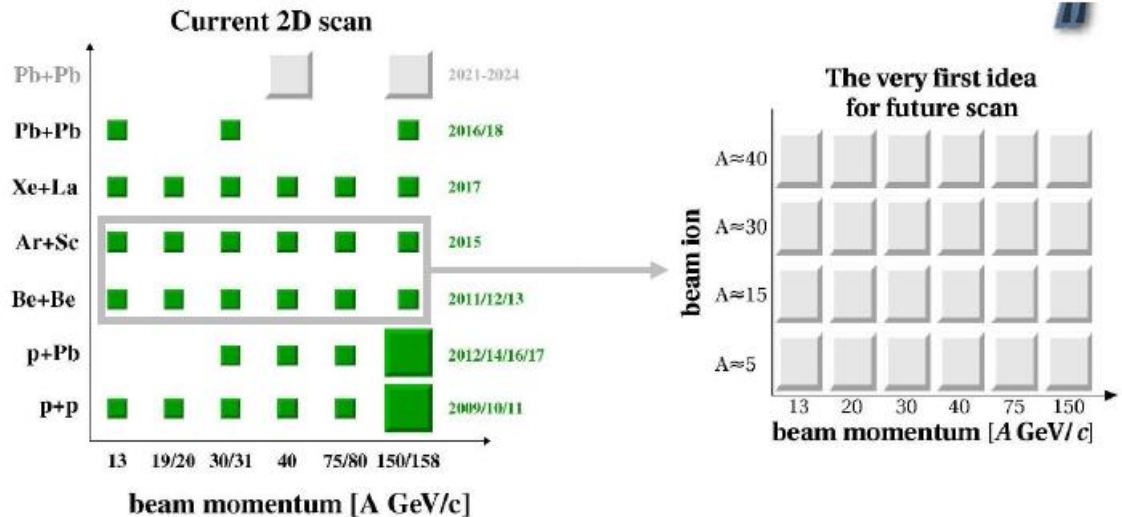 Current 2D scan
Pb+Pb
2021-2024
Pb+Pb
2016/18
Xe+La
2017
Ar+Sc
2015
Be+Be
2011/12/13
p+Pb
2012/14/16/17
p+p
2009/10/11
13 19/20 30/31 40 75/80 150/158
beam momentum [A GeV/c]
The very first idea
for future scan
beam ion
A≈40
A≈30
A≈15
A≈5
13 20 30 40 75 150
beam momentum [A GeV/ c]